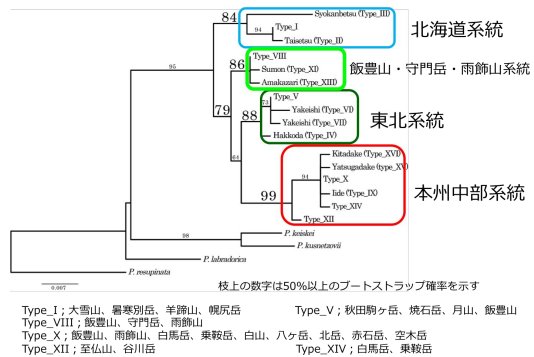 84
Syokanbetsu (Type_III)
Type_I
94
Taisetsu (Type_II)
北海道系統
95
86
Type_VIII
Sumon (Type_XI)
Amakazari (Type_XIII)
飯豊山・守門岳・雨飾山系統
79
88
Type_V
73
Yakeishi (Type_VI)
Yakeishi (Type_VII)
Hakkoda (Type_IV)
東北系統
64
Kitadake (Type_XVI)
Yatsugadake (type_XV)
94
Type_X
Iide (Type_IX)
99
Type_XIV
Type_XII
本州中部系統
98
P. keiskei
P. kusnetzovii
P. labradorica
P. resupinata
0.007
枝上の数字は50%以上のブートストラップ確率を示す
Type_I；大雪山、暑寒別岳、羊蹄山、幌尻岳
Type_V；秋田駒ヶ岳、焼石岳、月山、飯豊山
Type_VIII；飯豊山、守門岳、雨飾山
Type_X；飯豊山、雨飾山、白馬岳、乗鞍岳、白山、八ヶ岳、北岳、赤石岳、空木岳
Type_XII；至仏山、谷川岳
Type_XIV；白馬岳、乗鞍岳